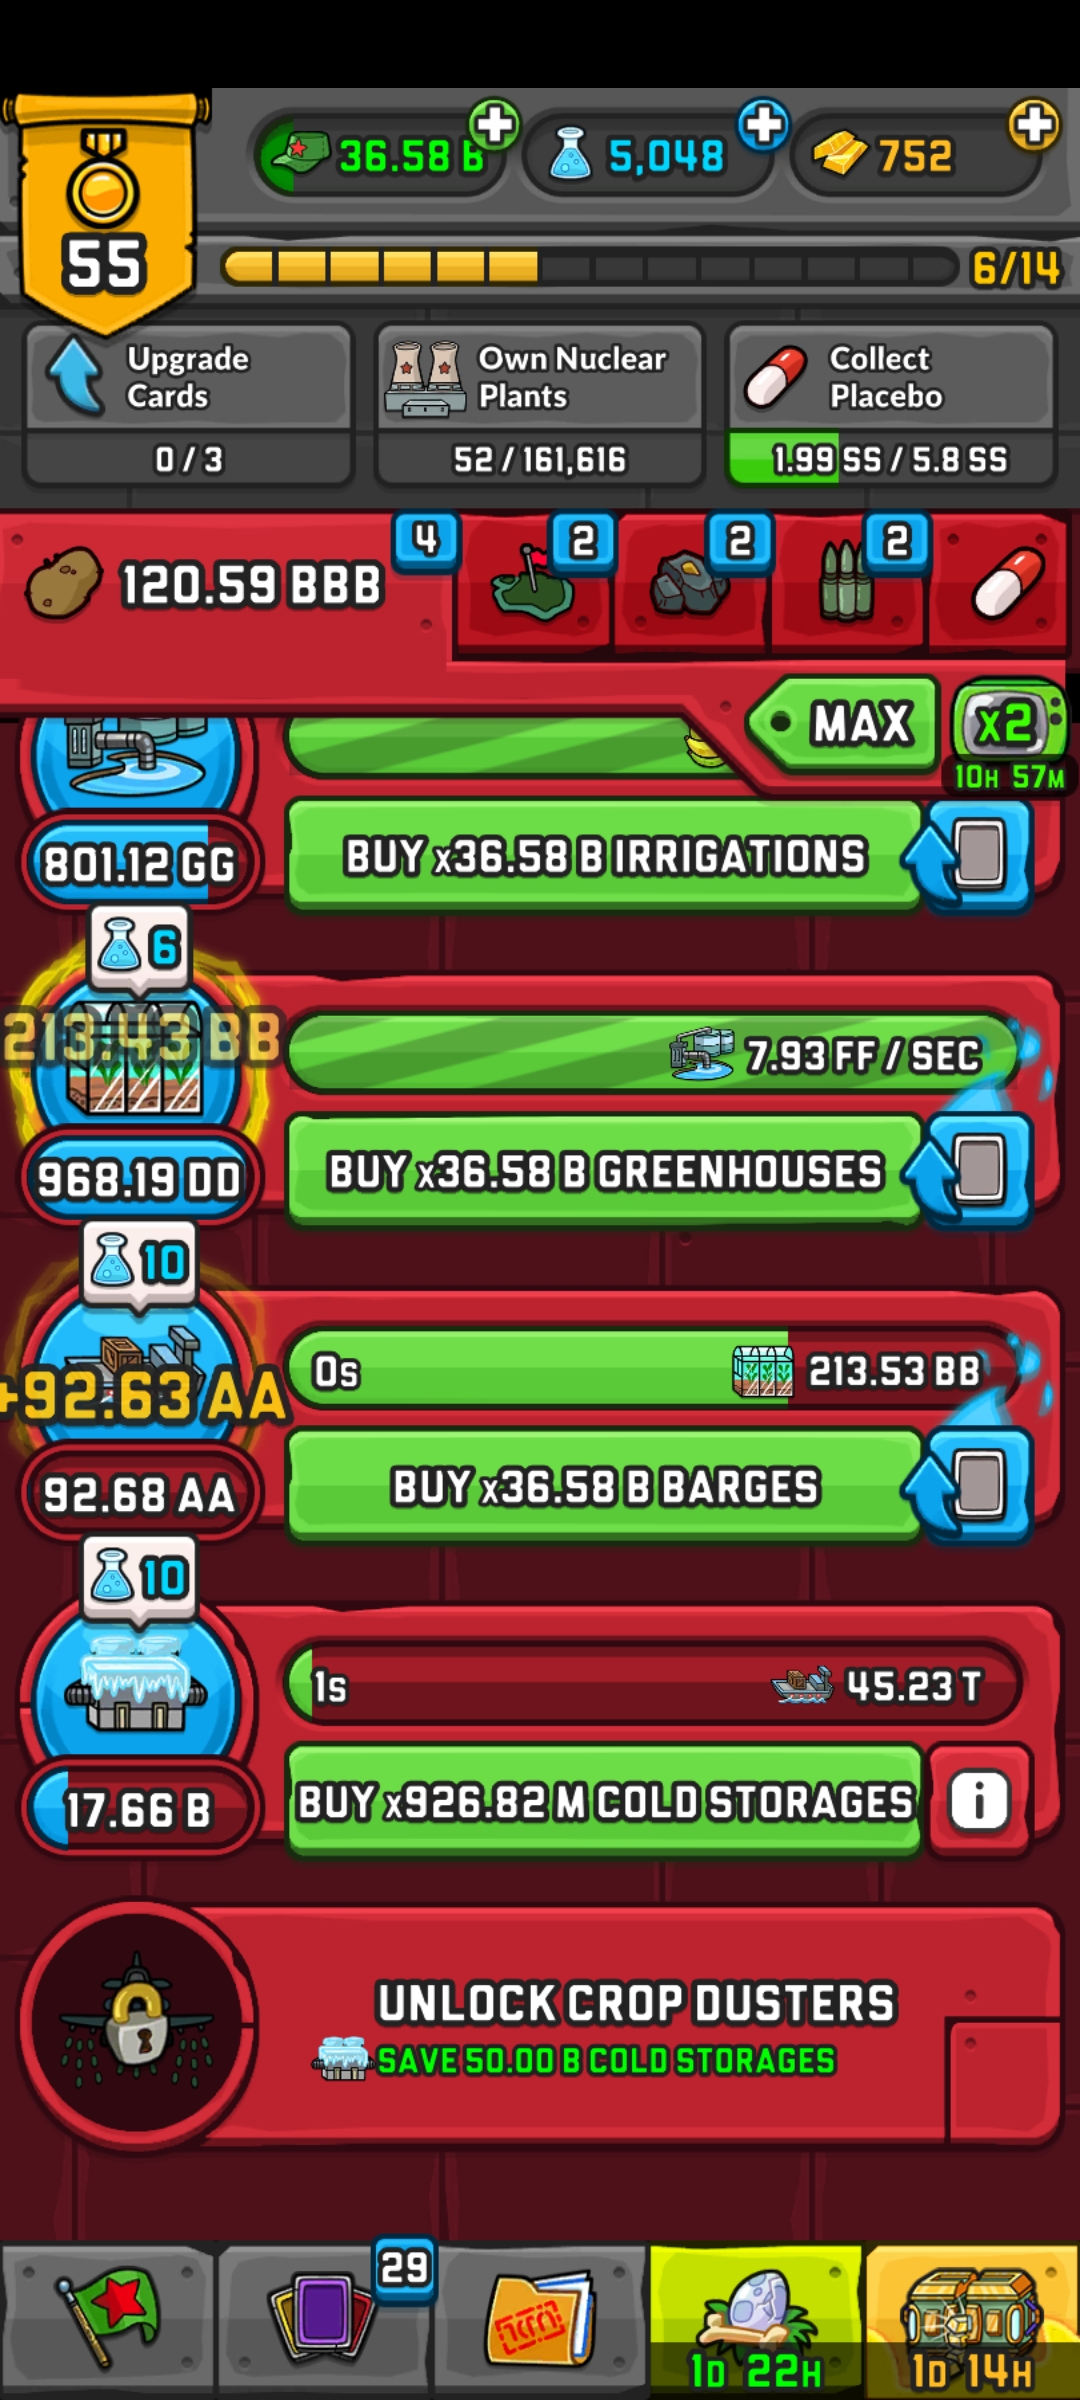 36.58 B
5,048
752
55
6/14
Upgrade
Cards
0 / 3
Own Nuclear
Plants
52 / 161,616
Collect
Placebo
1.99 SS / 5.8 SS
120.59 BBB
4
2
2
2
MAX
x2
10H 57M
801.12 GG
BUY x36.58 B IRRIGATIONS
6
213.43 BB
7.93 FF / SEC
968.19 DD
BUY x36.58 B GREENHOUSES
10
0s
213.53 BB
+92.63 AA
92.68 AA
BUY x36.58 B BARGES
10
1s
45.23 T
17.66 B
BUY x926.82 M COLD STORAGES
i
UNLOCK CROP DUSTERS
SAVE 50.00 B COLD STORAGES
29
1D 22H
1D 14H